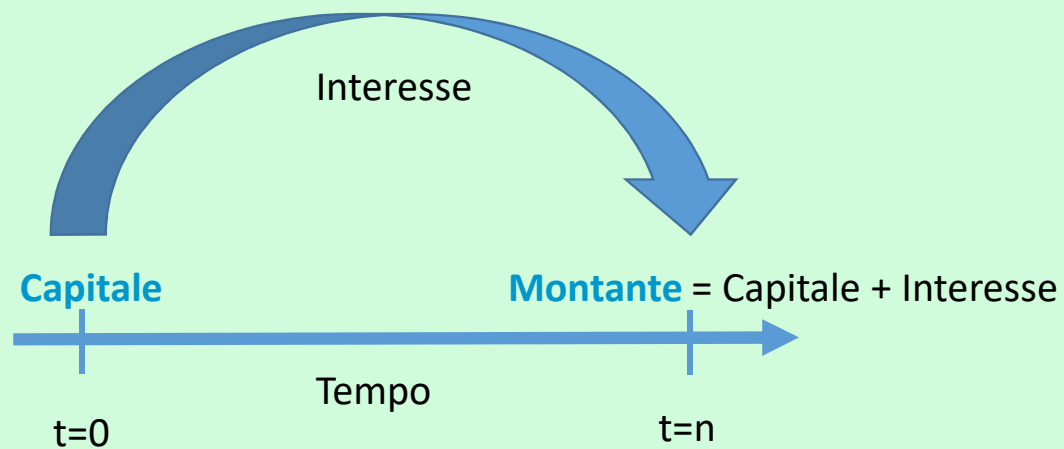 Interesse
Capitale
Montante = Capitale + Interesse
Tempo
t=0
t=n